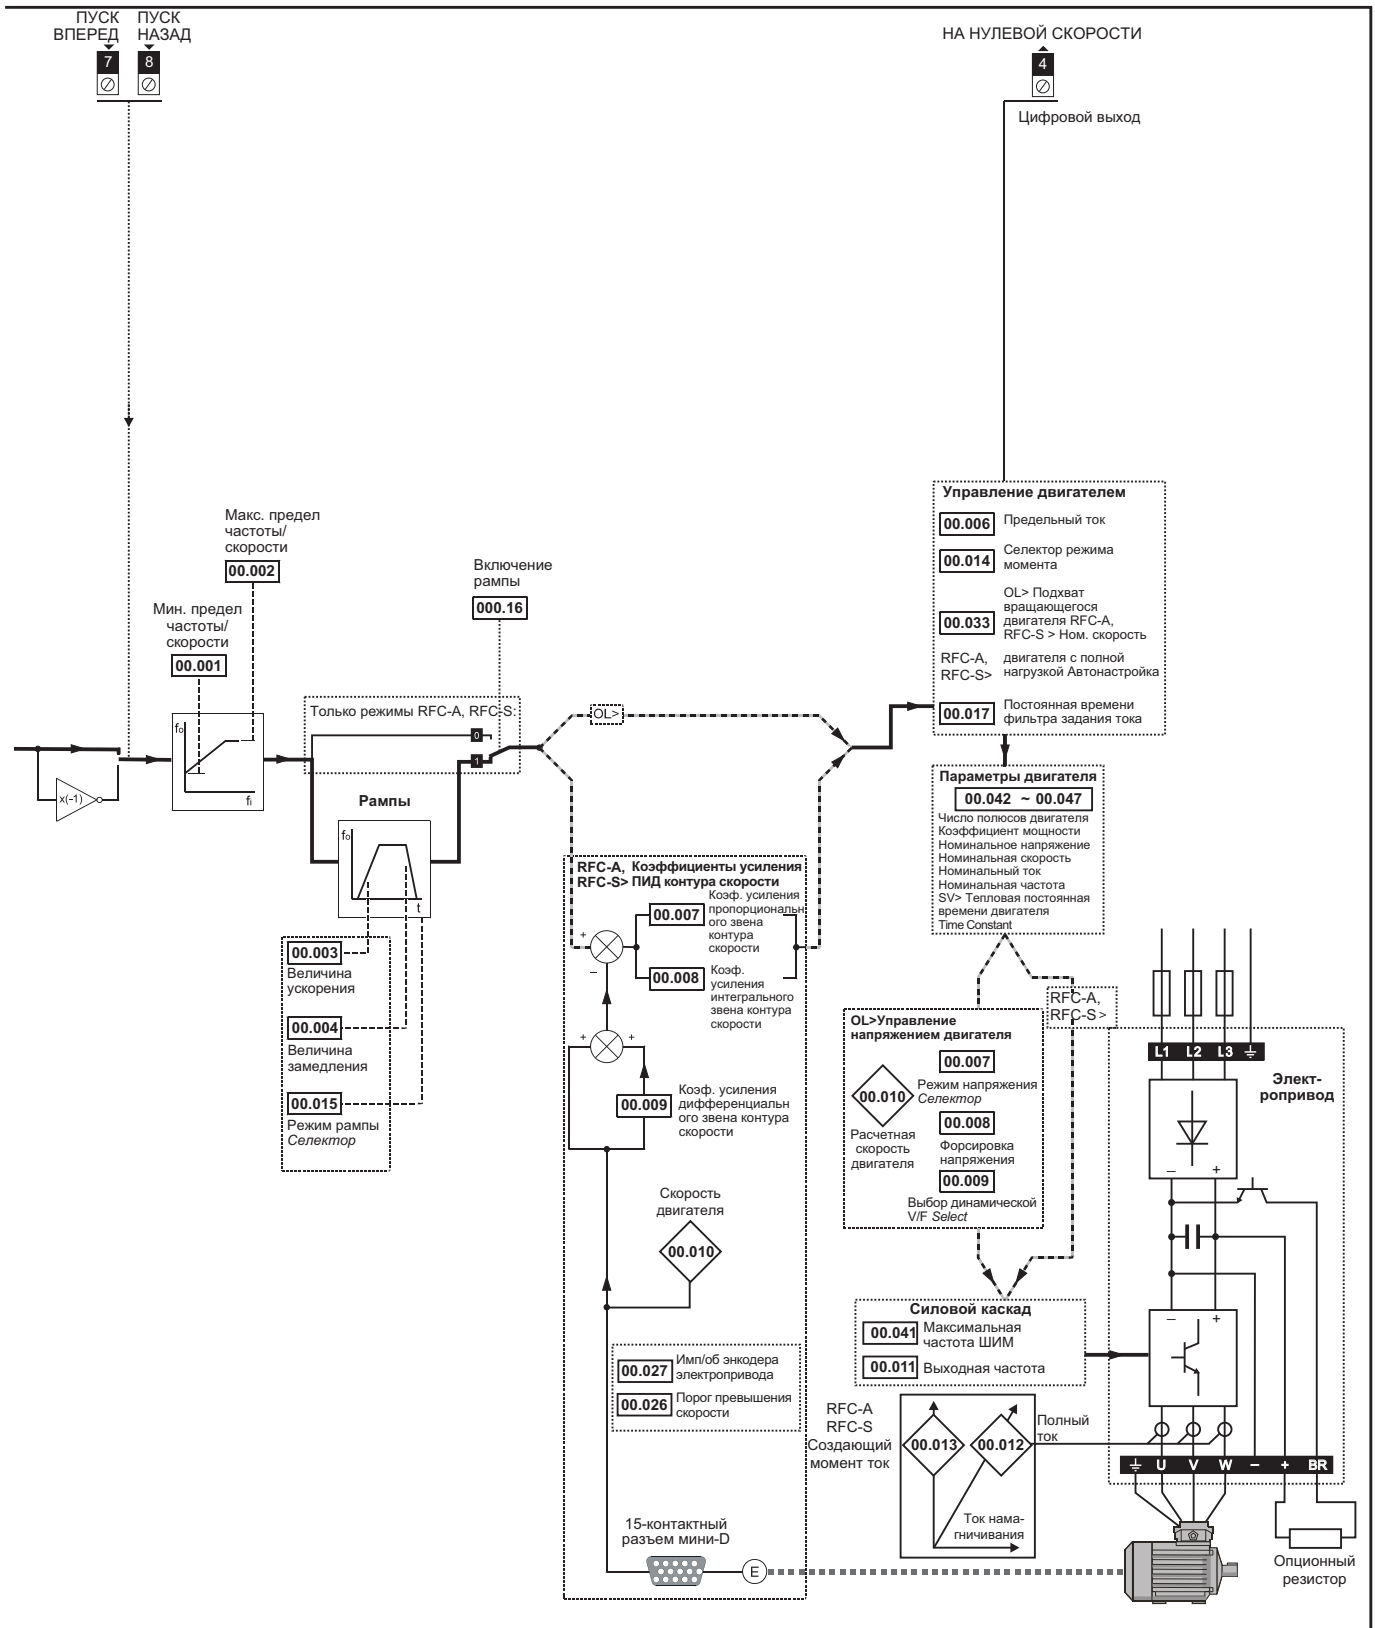 ПУСК
ВПЕРЕД
ПУСК
НАЗАД
7
8
НА НУЛЕВОЙ СКОРОСТИ
4
Цифровой выход
Макс. предел
частоты/
скорости
00.002
Мин. предел
частоты/
скорости
00.001
Включение
рампы
000.16
Только режимы RFC-A, RFC-S:
0
1
x(-1)
fo
fi
Рампы
fo
t
00.003
Величина
ускорения
00.004
Величина
замедления
00.015
Режим рампы
Селектор
OL>
RFC-A, Коэффициенты усиления
RFC-S> ПИД контура скорости
00.007
Коэф. усиления
пропорциональн
ого звена
контура
скорости
00.008
Коэф.
усиления
интегрального
звена контура
скорости
+
–
+
+
00.009
Коэф. усиления
дифференциальн
ого звена контура
скорости
Скорость
двигателя
00.010
00.027
Имп/об энкодера
электропривода
00.026
Порог превышения
скорости
15-контактный
разъем мини-D
E
Управление двигателем
00.006
Предельный ток
00.014
Селектор режима
момента
00.033
OL> Подхват
вращающегося
двигателя RFC-A,
RFC-S > Ном. скорость
RFC-A,
RFC-S>
двигателя с полной
нагрузкой Автонастройка
00.017
Постоянная времени
фильтра задания тока
Параметры двигателя
00.042 ~ 00.047
Число полюсов двигателя
Коэффициент мощности
Номинальное напряжение
Номинальная скорость
Номинальный ток
Номинальная частота
SV> Тепловая постоянная
времени двигателя
Time Constant
RFC-A,
RFC-S >
OL>Управление
напряжением двигателя
00.007
Режим напряжения
Селектор
00.010
Расчетная
скорость
двигателя
00.008
Форсировка
напряжения
00.009
Выбор динамической
V/F Select
Силовой каскад
00.041
Максимальная
частота ШИМ
00.011
Выходная частота
RFC-A
RFC-S
Создающий
момент ток
00.013
00.012
Полный
ток
Ток нама-
гничивания
L1 L2 L3
Элект-
ропривод
– +
– +
U V W – + BR
Опционный
резистор